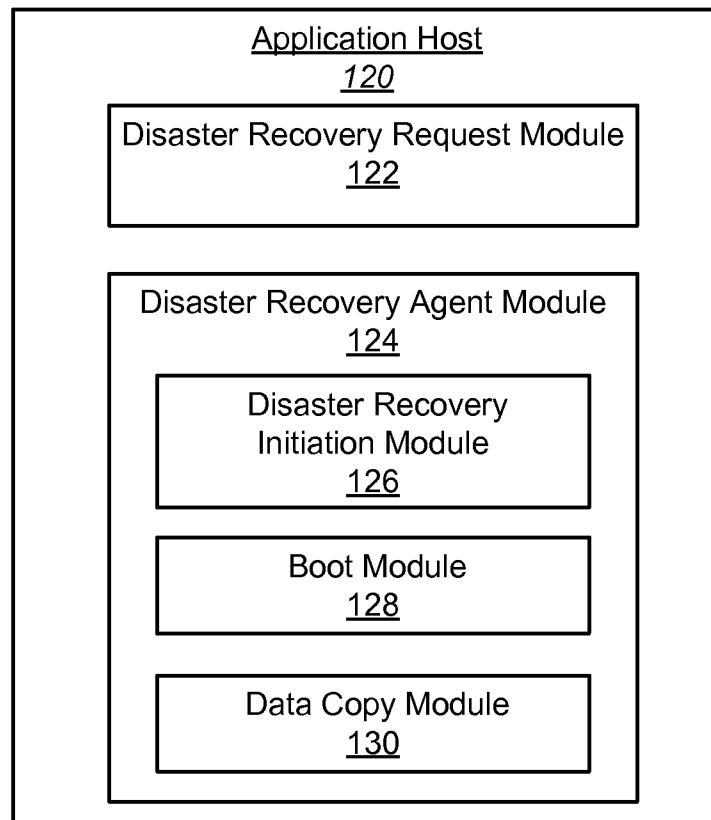 Application Host
120
Disaster Recovery Request Module
122
Disaster Recovery Agent Module
124
Disaster Recovery
Initiation Module
126
Boot Module
128
Data Copy Module
130